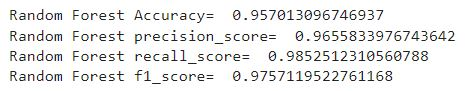 Random Forest Accuracy=  0.957013096746937
Random Forest precision_score=  0.9655833976743642
Random Forest recall_score=  0.9852512310560788
Random Forest f1_score=  0.9757119522761168